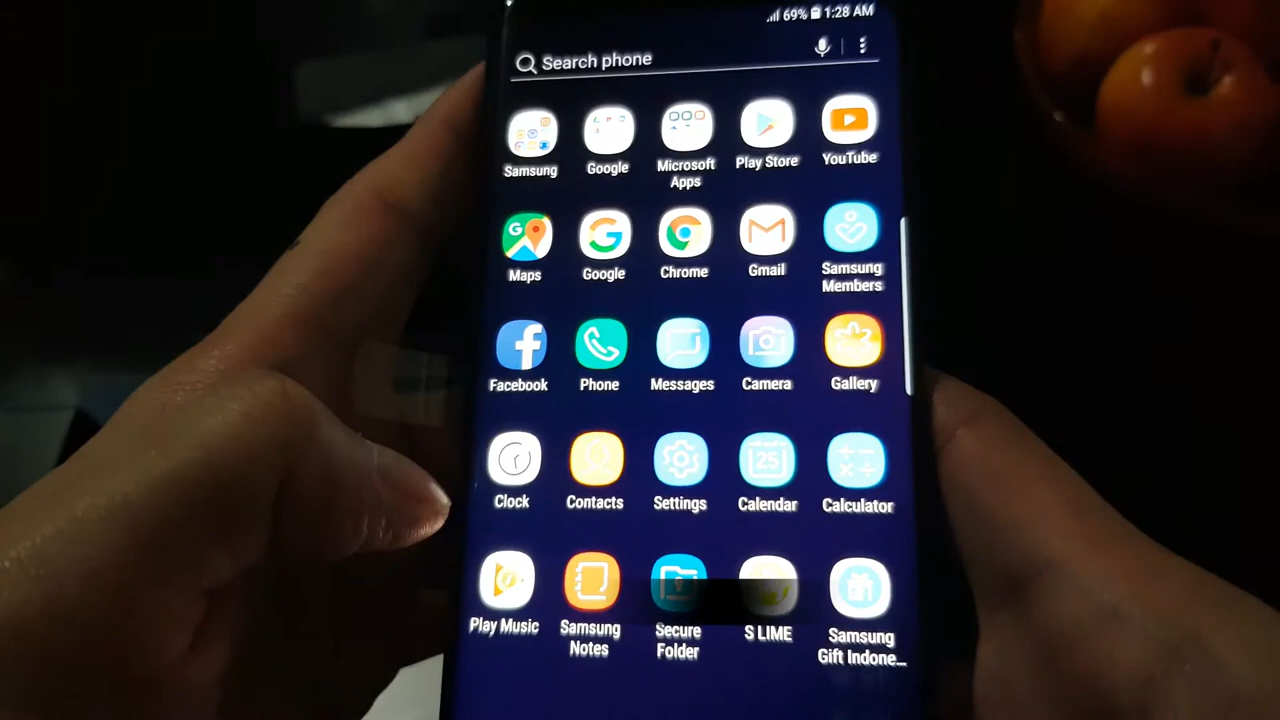 69% 1:28 AM
Search phone
Samsung
Google
Microsoft
Apps
Play Store
YouTube
Maps
Google
Chrome
Gmail
Samsung
Members
Facebook
Phone
Messages
Camera
Gallery
Clock
Contacts
25
Settings
Calendar
Calculator
Play Music
Samsung
Notes
Secure
Folder
S LIME
Samsung
Gift Indone...